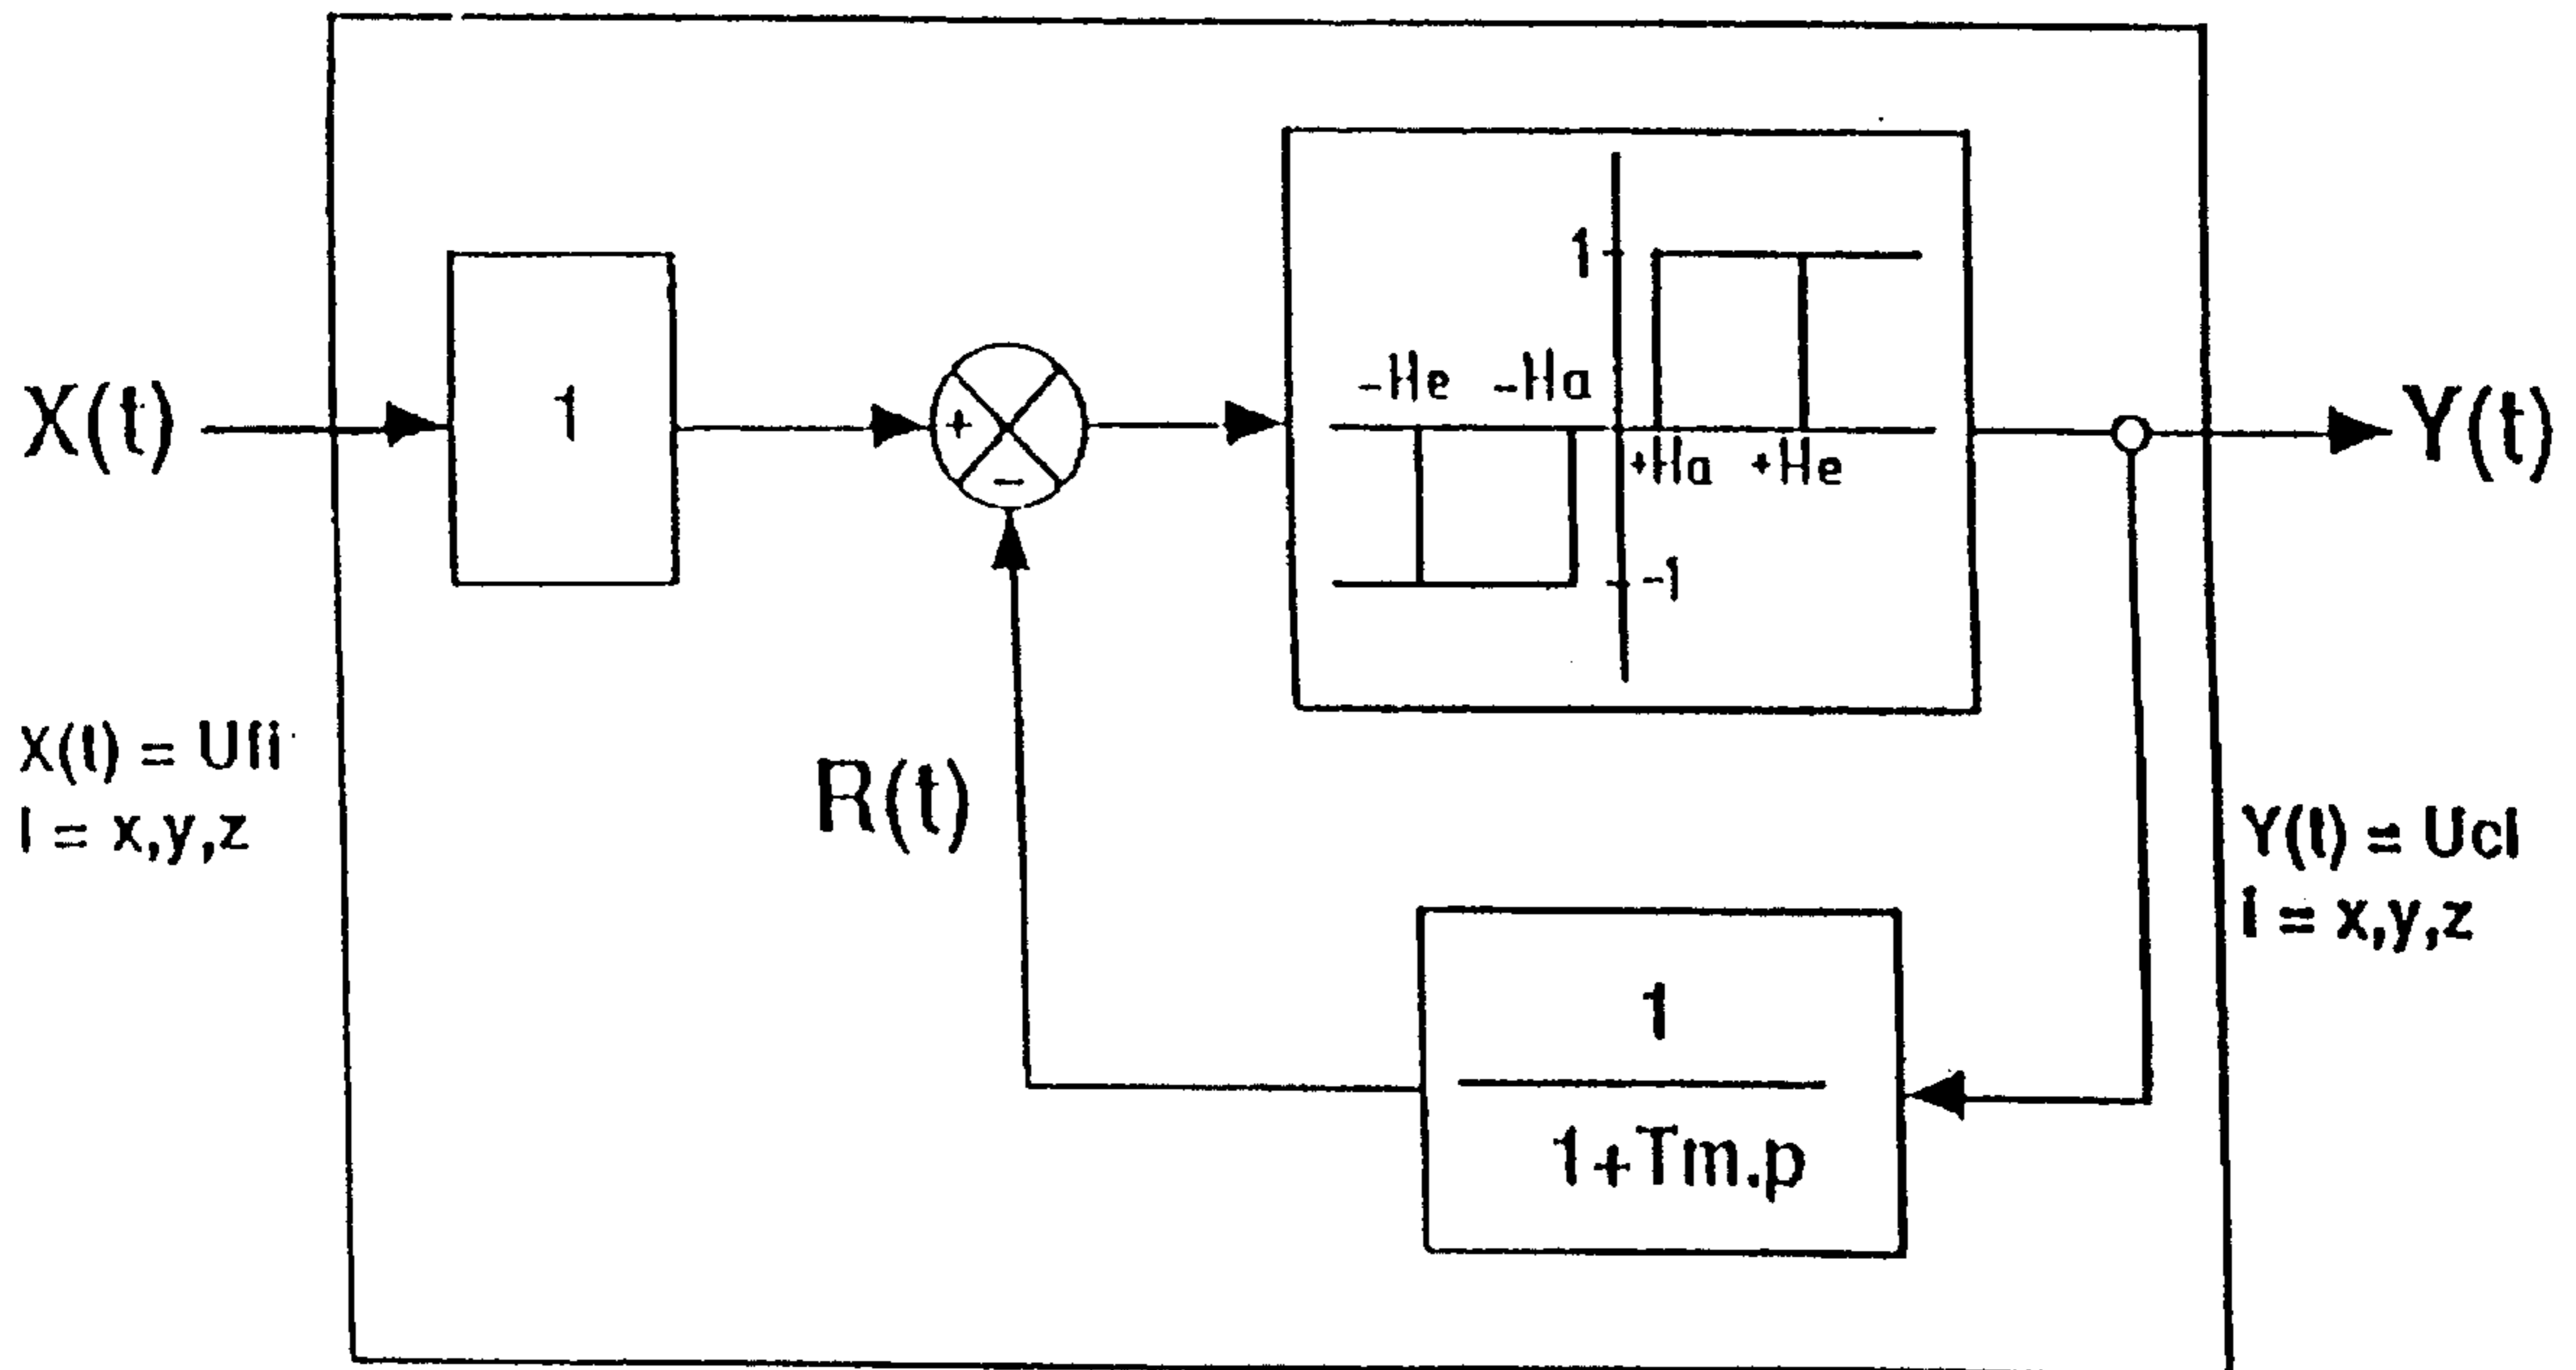 X(t)
1
+
−
1
-He
-Ha
+Ha
+He
-1
Y(t)
X(t) = Ufi
i = x,y,z
R(t)
Y(t) = Uci
i = x,y,z
1
1+Tm.p